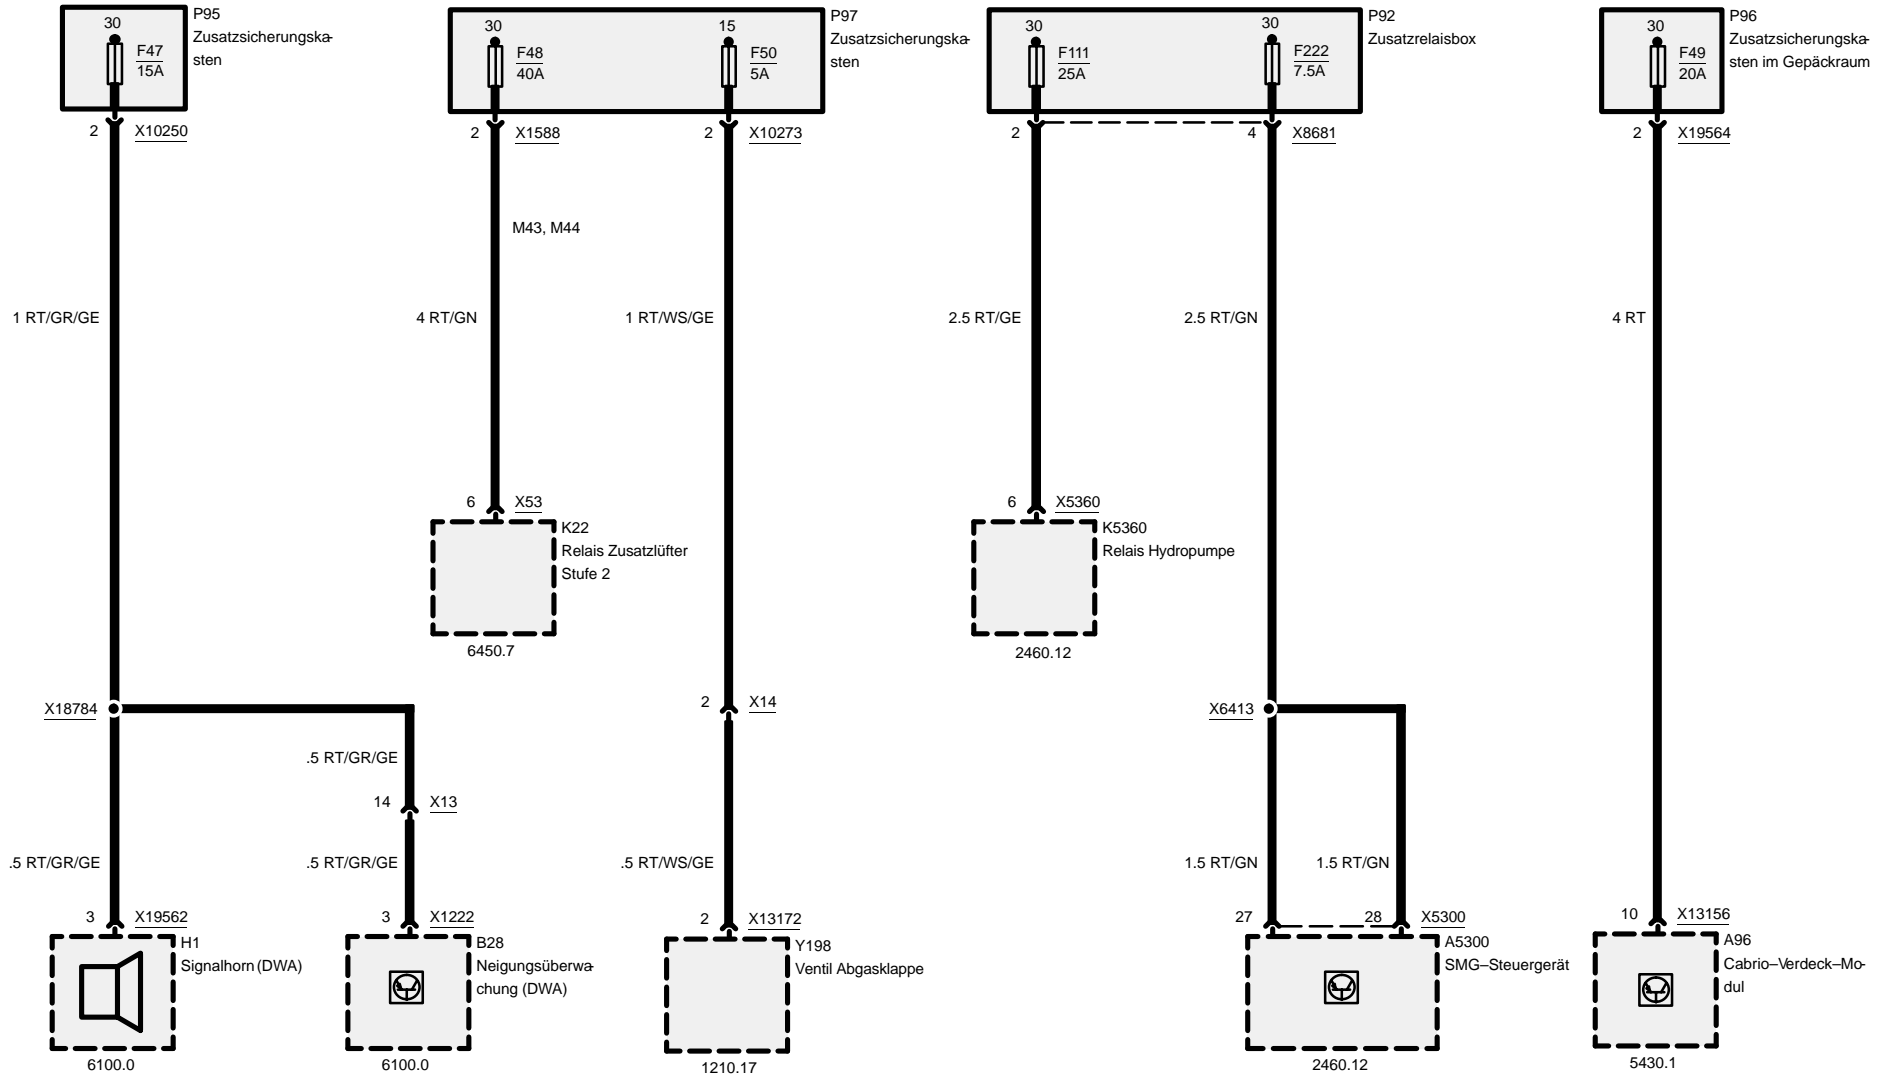 P95
Zusatzsicherungska-
sten
30
F47
15A
2 X10250
P97
Zusatzsicherungska-
sten
30
F48
40A
15
F50
5A
2 X1588
2 X10273
P92
Zusatzrelaisbox
30
F111
25A
30
F222
7.5A
2
4 X8681
P96
Zusatzsicherungska-
sten im Gepäckraum
30
F49
20A
2 X19564
M43, M44
1 RT/GR/GE
4 RT/GN
1 RT/WS/GE
2.5 RT/GE
2.5 RT/GN
4 RT
6 X53
K22
Relais Zusatzlüfter
Stufe 2
6450.7
6 X5360
K5360
Relais Hydropumpe
2460.12
X18784
2 X14
X6413
.5 RT/GR/GE
14 X13
.5 RT/GR/GE
.5 RT/GR/GE
.5 RT/WS/GE
1.5 RT/GN
1.5 RT/GN
3 X19562
H1
Signalhorn (DWA)
6100.0
3 X1222
B28
Neigungsüberwa-
chung (DWA)
6100.0
2 X13172
Y198
Ventil Abgasklappe
1210.17
27
28 X5300
A5300
SMG–Steuergerät
2460.12
10 X13156
A96
Cabrio–Verdeck–Mo-
dul
5430.1